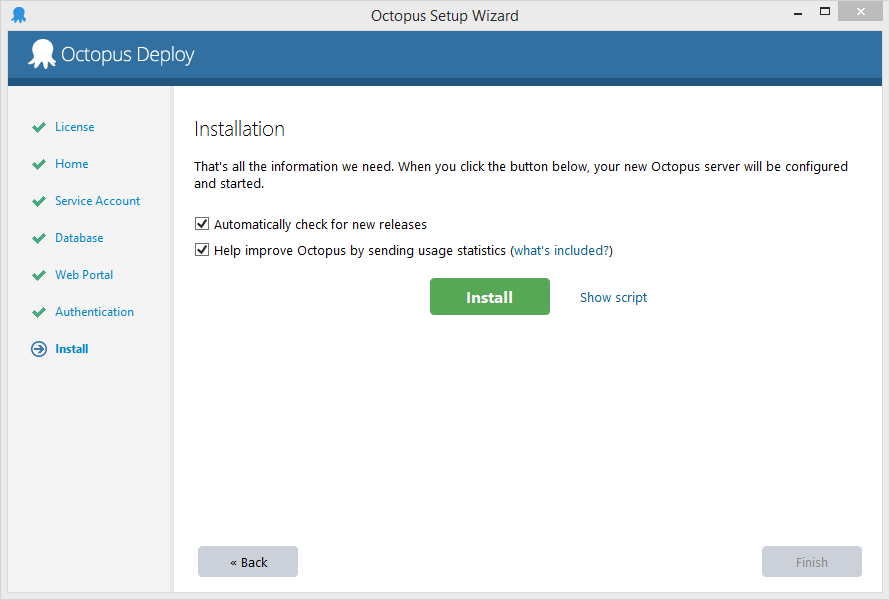 Octopus Setup Wizard
Octopus Deploy
License
Home
Service Account
Database
Web Portal
Authentication
Install
Installation
That's all the information we need. When you click the button below, your new Octopus server will be configured
and started.
Automatically check for new releases
Help improve Octopus by sending usage statistics (what's included?)
Install
Show script
« Back
Finish